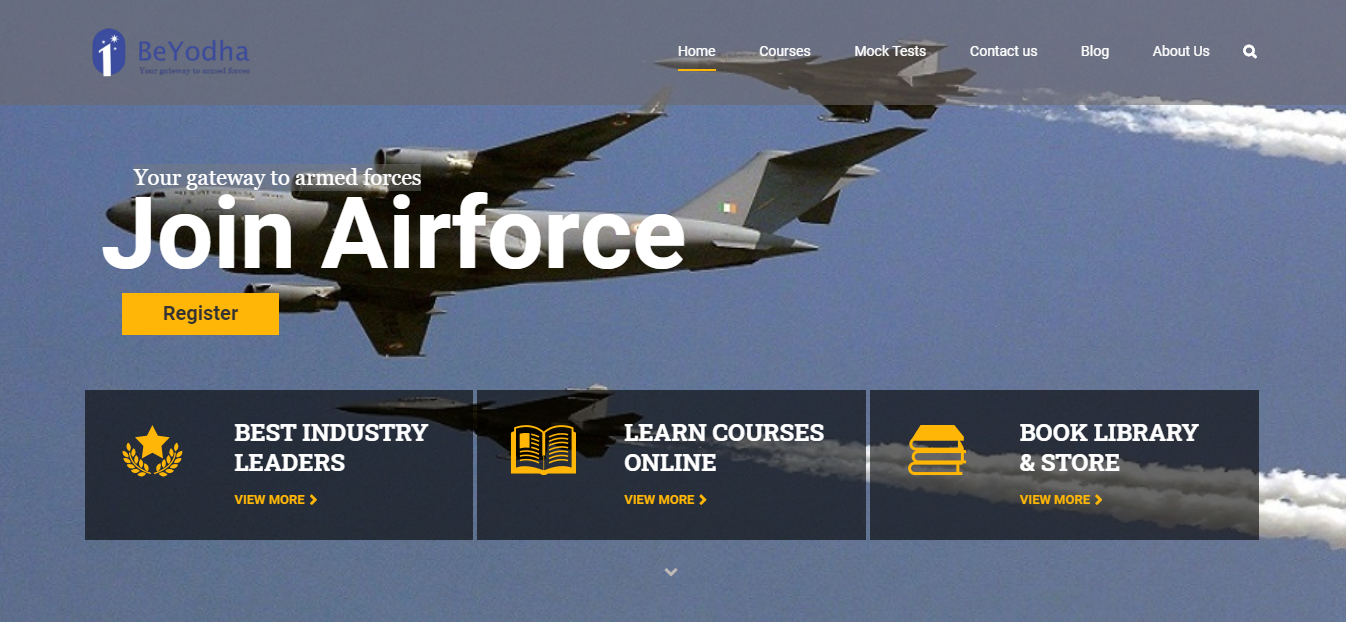 BeYodha
Your gateway to armed forces
Home Courses Mock Tests Contact us Blog About Us
Your gateway to armed forces
Join Airforce
Register
BEST INDUSTRY
LEADERS
VIEW MORE
LEARN COURSES
ONLINE
VIEW MORE
BOOK LIBRARY
& STORE
VIEW MORE